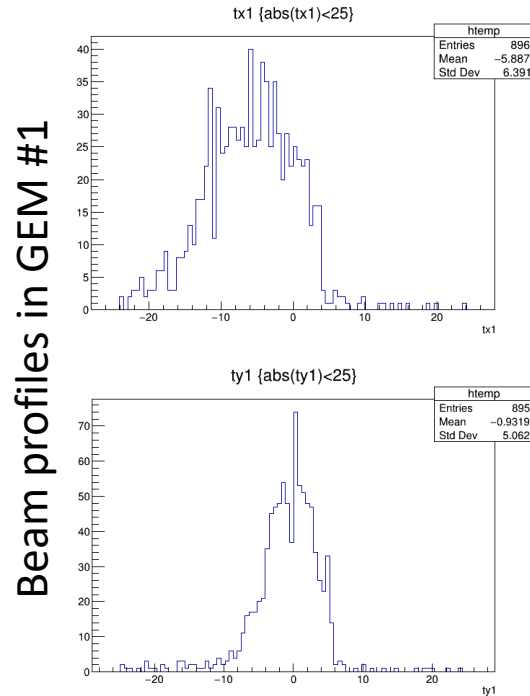 Beam profiles in GEM #1
tx1 {abs(tx1)<25}
htemp
Entries 896
Mean −5.887
Std Dev 6.391
40
35
30
25
20
15
10
5
0
−20 −10 0 10 20
tx1
ty1 {abs(ty1)<25}
htemp
Entries 895
Mean −0.9319
Std Dev 5.062
70
60
50
40
30
20
10
0
−20 −10 0 10 20
ty1